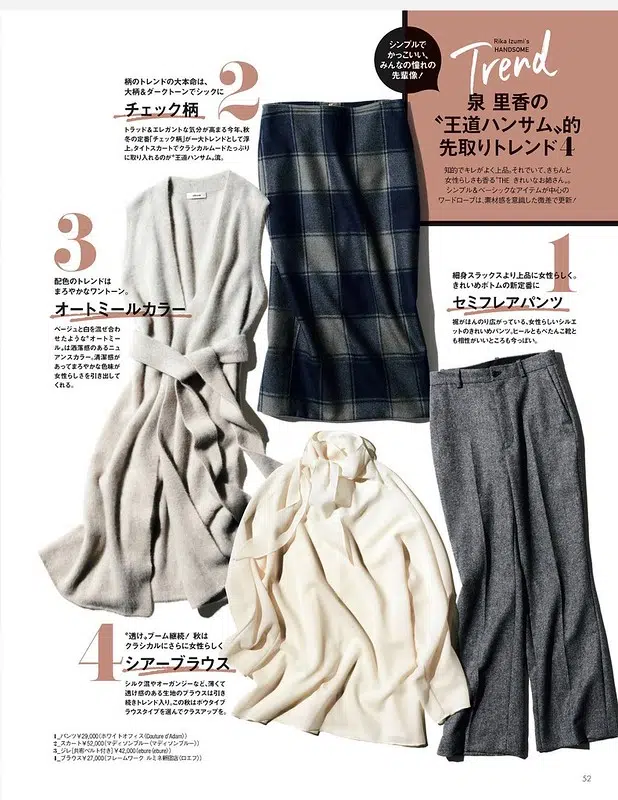 シンプルで
かっこいい、
みんなの憧れの
先輩像！
Rika Izumi's
HANDSOME
Trend
泉 里香の
〝王道ハンサム〟的
先取りトレンド4
知的でキレがよく上品。それでいて、きちんと
女性らしさも香る“THE きれいなお姉さん”。
シンプル&ベーシックなアイテムが中心の
ワードローブは、素材感を意識した微差で更新！
1
細身スラックスより上品に女性らしく。
きれいめボトムの新定番に
セミフレアパンツ
裾がほんのり広がっている、女性らしいシルエ
ットのきれいめパンツ。ヒールともぺたんこ靴と
も相性がいいところも今っぽい。
2
柄のトレンドの大本命は、
大柄&ダークトーンでシックに
チェック柄
トラッド&エレガントな気分が高まる今年、秋
冬の定番「チェック柄」が一大トレンドとして浮
上。タイトスカートでクラシカルムードたっぷり
に取り入れるのが“王道ハンサム”流。
3
配色のトレンドは
まろやかなワントーン。
オートミールカラー
ベージュと白を混ぜ合わ
せたような“オートミー
ル”は洒落感のあるニュ
アンスカラー。清潔感が
あってまろやかな色味が
女性らしさを引き出して
くれる。
4
“透け”ブーム継続！ 秋は
クラシカルにさらに女性らしく
シアーブラウス
シルク混やオーガンジーなど、薄くて
透け感のある生地のブラウスは引き
続きトレンド入り。この秋はボウタイブ
ラウスタイプを選んでクラスアップを。
1_パンツ¥29,000(ホワイトオフィス〈Couture d'Adam〉)
2_スカート¥52,000(マディソンブルー〈マディソンブルー〉)
3_ジレ[共布ベルト付き]¥42,000(ebure〈ebure〉)
4_ブラウス¥27,000(フレームワーク ルミネ新宿店〈ロエフ〉)
52